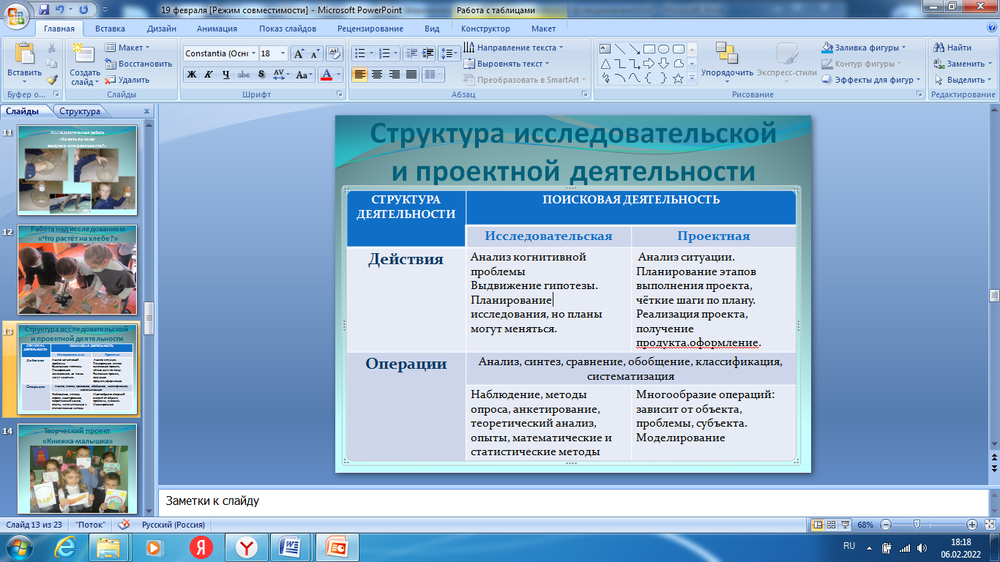 19 февраля [Режим совместимости] - Microsoft PowerPoint
Работа с таблицами
Главная
Вставка
Дизайн
Анимация
Показ слайдов
Рецензирование
Вид
Конструктор
Макет
Вставить
Буфер о...
Создать
слайд
Макет
Восстановить
Удалить
Слайды
Constantia (Осно
18
Ж К Ч abc S AV Aa А
Шрифт
Направление текста
Выровнять текст
Преобразовать в SmartArt
Абзац
Упорядочить
Экспресс-стили
Заливка фигуры
Контур фигуры
Эффекты для фигур
Рисование
Найти
Заменить
Выделить
Редактирование
Слайды
Структура
11
Исследовательская работа
«Ходить по воде:
выдумка или реальность?»
12
Работа над исследованием
«Что растёт на хлебе?»
13
Структура исследовательской
и проектной деятельности
14
Творческий проект
«Книжка-малышка»
Структура исследовательской
и проектной деятельности
СТРУКТУРА
ДЕЯТЕЛЬНОСТИ
ПОИСКОВАЯ ДЕЯТЕЛЬНОСТЬ
Исследовательская
Проектная
Действия
Анализ когнитивной
проблемы
Выдвижение гипотезы.
Планирование
исследования, но планы
могут меняться.
Анализ ситуации.
Планирование этапов
выполнения проекта,
чёткие шаги по плану.
Реализация проекта,
получение
продукта.оформление.
Операции
Анализ, синтез, сравнение, обобщение, классификация,
систематизация
Наблюдение, методы
опроса, анкетирование,
теоретический анализ,
опыты, математические и
статистические методы
Многообразие операций:
зависит от объекта,
проблемы, субъекта.
Моделирование
Заметки к слайду
Слайд 13 из 23
"Поток"
Русский (Россия)
68%
RU
18:18
06.02.2022